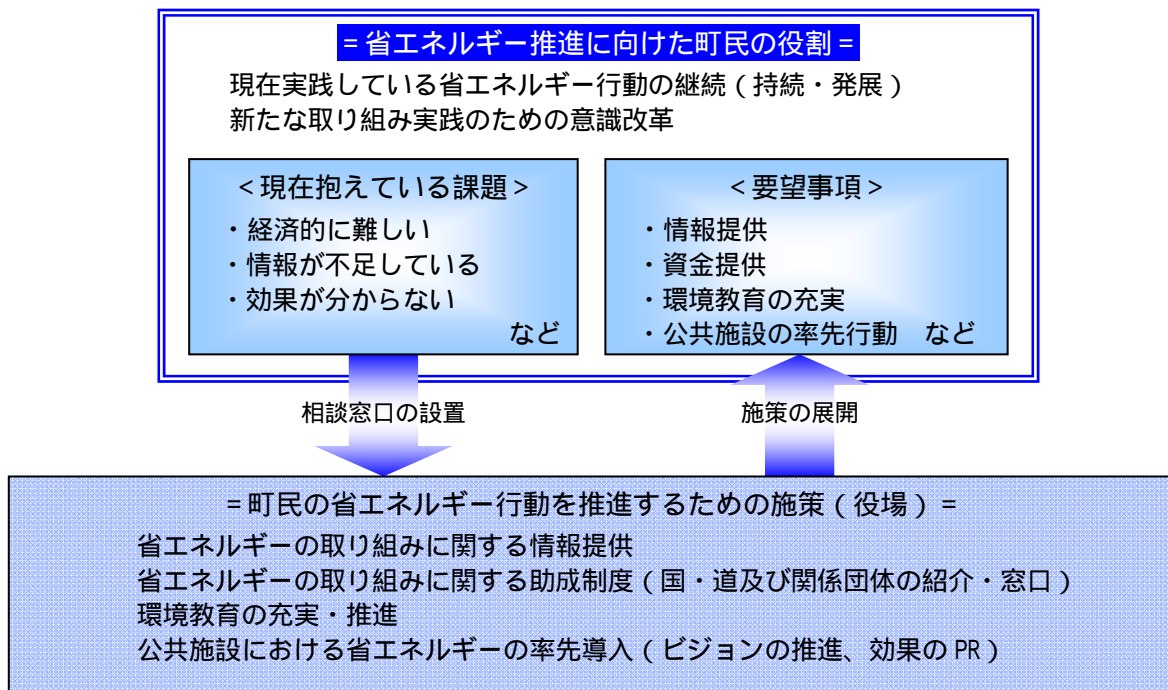 =省エネルギー推進に向けた町民の役割=
現在実践している省エネルギー行動の継続(持続・発展)
新たな取り組み実践のための意識改革
<現在抱えている課題>
・経済的に難しい
・情報が不足している
・効果が分からない
など
<要望事項>
・情報提供
・資金提供
・環境教育の充実
・公共施設の率先行動 など
相談窓口の設置
施策の展開
=町民の省エネルギー行動を推進するための施策(役場)=
省エネルギーの取り組みに関する情報提供
省エネルギーの取り組みに関する助成制度(国・道及び関係団体の紹介・窓口)
環境教育の充実・推進
公共施設における省エネルギーの率先導入(ビジョンの推進、効果の PR)